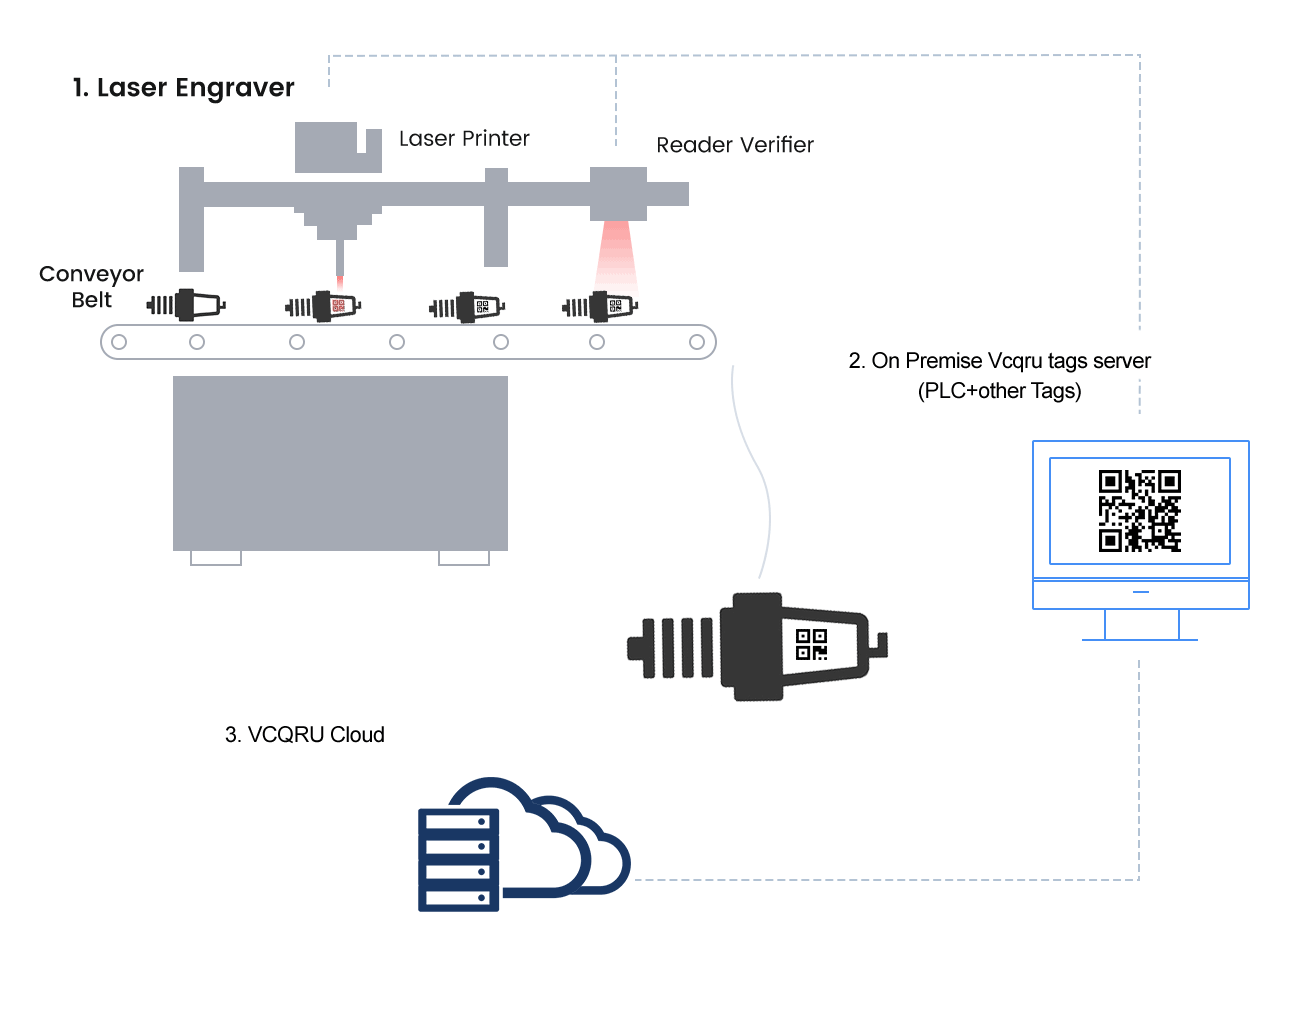 1. Laser Engraver
Laser Printer
Reader Verifier
Conveyor
Belt
2. On Premise Vcqru tags server
(PLC+other Tags)
3. VCQRU Cloud